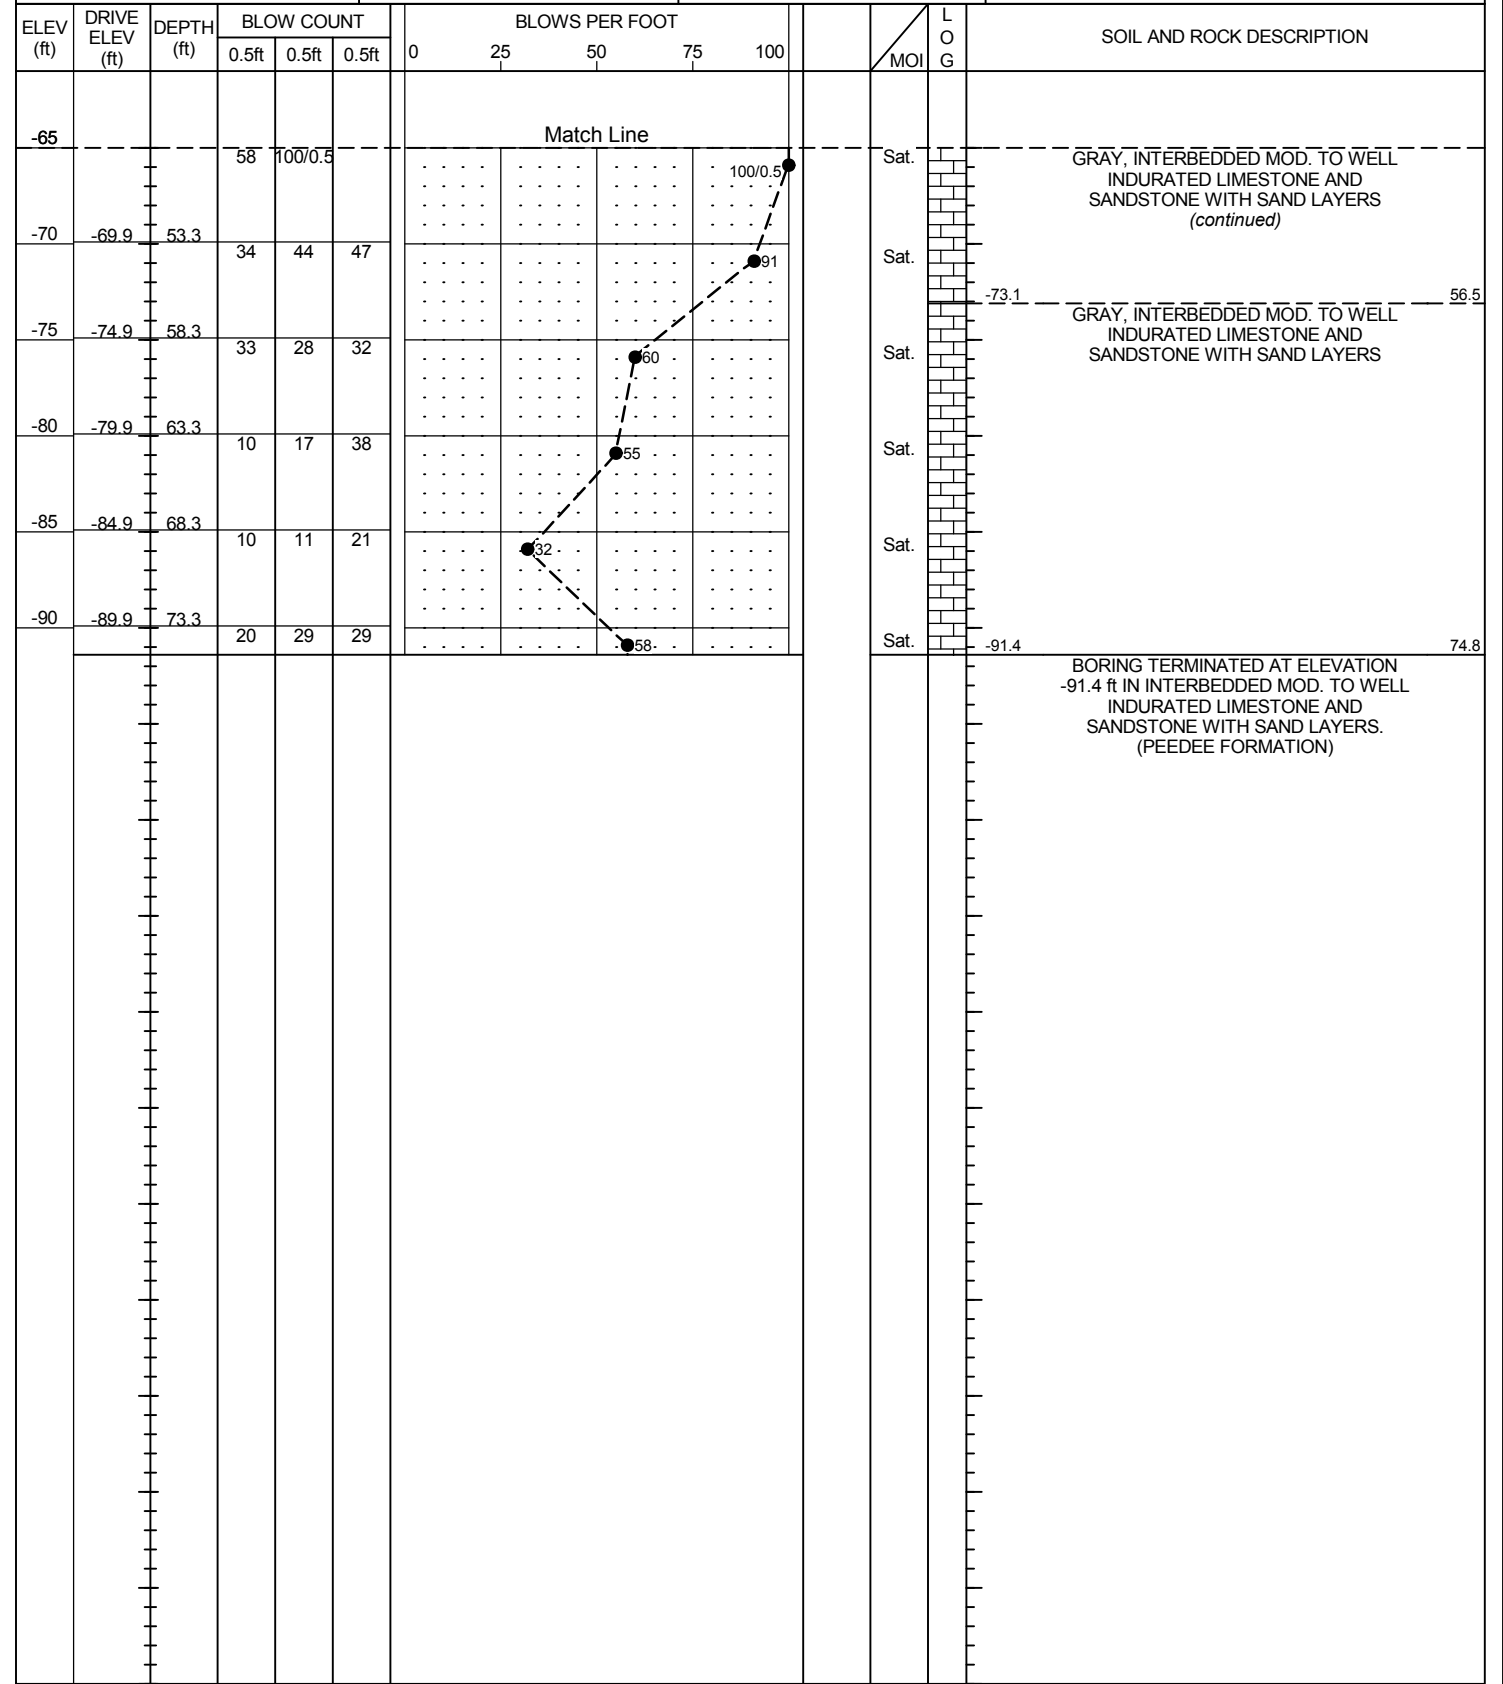 ELEV (ft) DRIVE ELEV (ft) DEPTH (ft) BLOW COUNT BLOWS PER FOOT MOI LOG SOIL AND ROCK DESCRIPTION
0.5ft 0.5ft 0.5ft 0 25 50 75 100
-65 Match Line
58 100/0.5 100/0.5 Sat. GRAY, INTERBEDDED MOD. TO WELL
INDURATED LIMESTONE AND
SANDSTONE WITH SAND LAYERS
(continued)
-70 -69.9 53.3
34 44 47 91 Sat.
-73.1 56.5
GRAY, INTERBEDDED MOD. TO WELL
-75 -74.9 58.3 INDURATED LIMESTONE AND
33 28 32 60 Sat. SANDSTONE WITH SAND LAYERS
-80 -79.9 63.3
10 17 38 55 Sat.
-85 -84.9 68.3
10 11 21 32 Sat.
-90 -89.9 73.3
20 29 29 58 Sat. -91.4 74.8
BORING TERMINATED AT ELEVATION
-91.4 ft IN INTERBEDDED MOD. TO WELL
INDURATED LIMESTONE AND
SANDSTONE WITH SAND LAYERS.
(PEEDEE FORMATION)